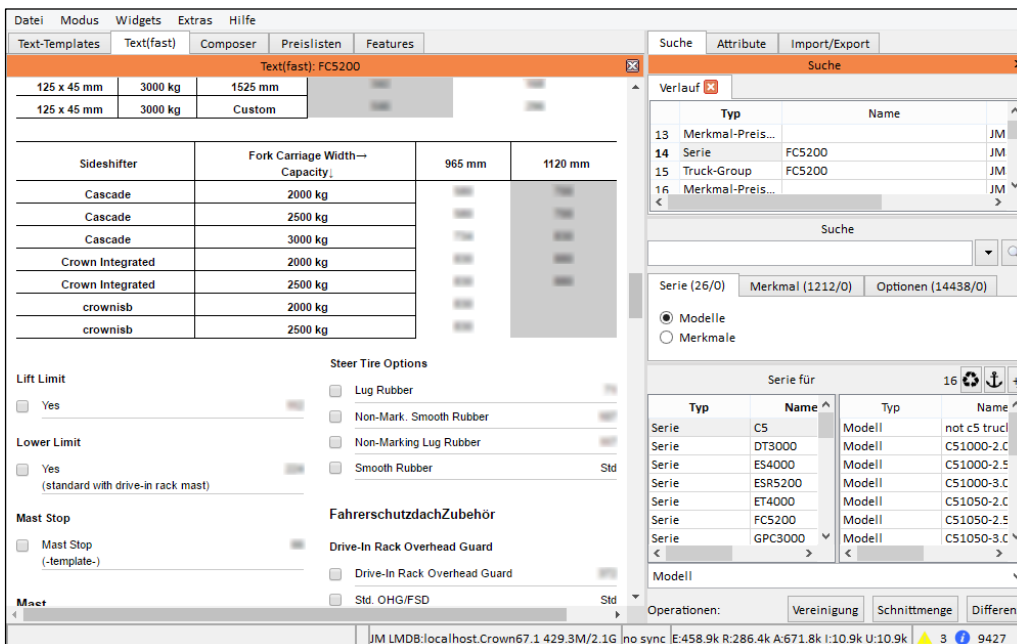 Datei Modus Widgets Extras Hilfe
Text-Templates Text(fast) Composer Preislisten Features
Text(fast): FC5200
125 x 45 mm 3000 kg 1525 mm
125 x 45 mm 3000 kg Custom
Sideshifter Fork Carriage Width→ 965 mm 1120 mm
Capacity↓
Cascade 2000 kg
Cascade 2500 kg
Cascade 3000 kg
Crown Integrated 2000 kg
Crown Integrated 2500 kg
crownisb 2000 kg
crownisb 2500 kg
Lift Limit
Yes
Lower Limit
Yes
(standard with drive-in rack mast)
Mast Stop
Mast Stop
(-template-)
Mast
Steer Tire Options
Lug Rubber
Non-Mark. Smooth Rubber
Non-Marking Lug Rubber
Smooth Rubber Std
FahrerschutzdachZubehör
Drive-In Rack Overhead Guard
Drive-In Rack Overhead Guard
Std. OHG/FSD Std
Suche Attribute Import/Export
Suche
Verlauf
Typ Name
13 Merkmal-Preis... JM
14 Serie FC5200 JM
15 Truck-Group FC5200 JM
16 Merkmal-Preis... JM
Suche
Serie (26/0) Merkmal (1212/0) Optionen (14438/0)
Modelle
Merkmale
Serie für 16
Typ Name Typ Name
Serie C5 Modell not c5 truc
Serie DT3000 Modell C51000-2.0
Serie ES4000 Modell C51000-2.5
Serie ESR5200 Modell C51000-3.0
Serie ET4000 Modell C51050-2.0
Serie FC5200 Modell C51050-2.5
Serie GPC3000 Modell C51050-3.0
Modell
Operationen: Vereinigung Schnittmenge Differen
JM LMDB:localhost.Crown67.1 429.3M/2.1G no sync E:458.9k R:286.4k A:671.8k I:10.9k U:10.9k 3 9427